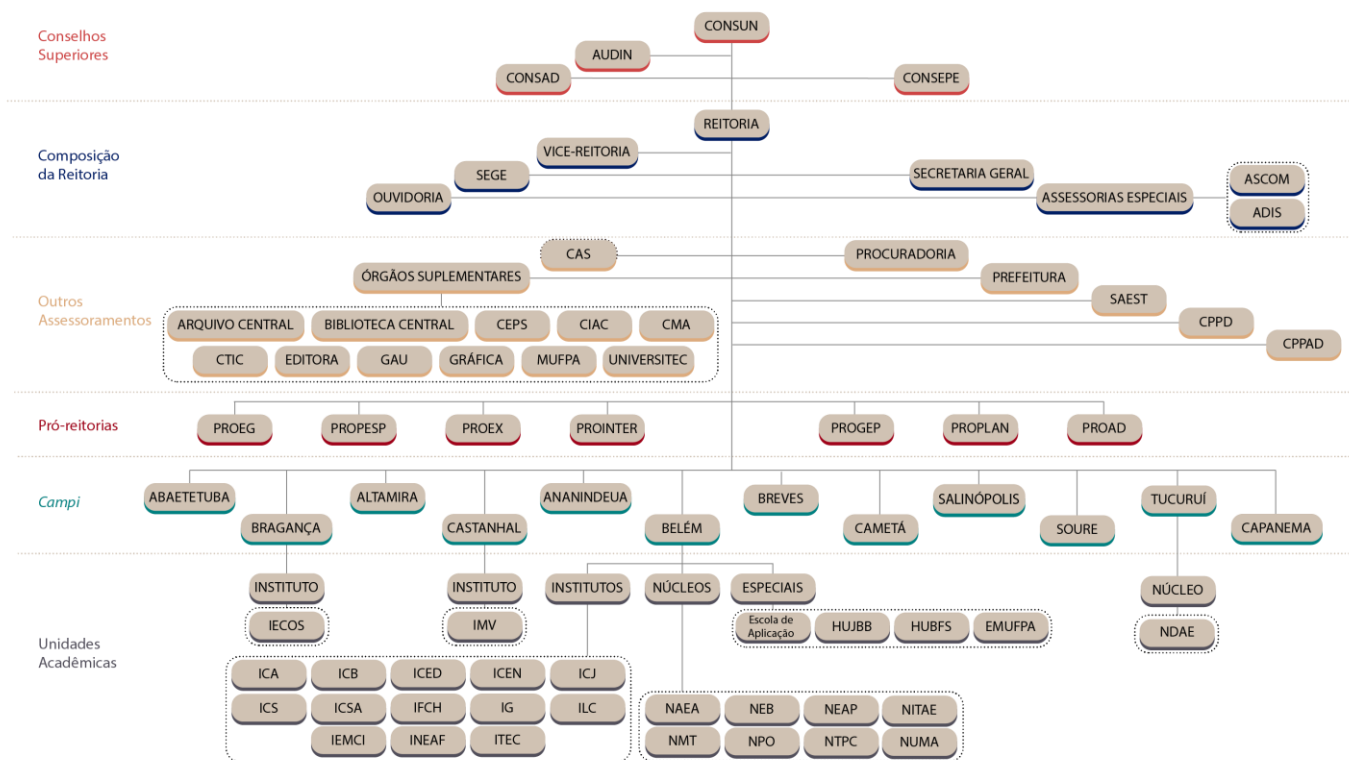 Conselhos
Superiores
CONSUN
AUDIN
CONSAD
CONSEPE
Composição
da Reitoria
REITORIA
VICE-REITORIA
SEGE
SECRETARIA GERAL
OUVIDORIA
ASSESSORIAS ESPECIAIS
ASCOM
ADIS
Outros
Assessoramentos
CAS
PROCURADORIA
ÓRGÃOS SUPLEMENTARES
PREFEITURA
SAEST
CPPD
CPPAD
ARQUIVO CENTRAL
BIBLIOTECA CENTRAL
CEPS
CIAC
CMA
CTIC
EDITORA
GAU
GRÁFICA
MUFPA
UNIVERSITEC
Pró-reitorias
PROEG
PROPESP
PROEX
PROINTER
PROGEP
PROPLAN
PROAD
Campi
ABAETETUBA
BRAGANÇA
ALTAMIRA
CASTANHAL
ANANINDEUA
BELÉM
BREVES
CAMETÁ
SALINÓPOLIS
SOURE
TUCURUÍ
CAPANEMA
Unidades
Acadêmicas
INSTITUTO
IECOS
INSTITUTO
IMV
INSTITUTOS
NÚCLEOS
ESPECIAIS
NÚCLEO
NDAE
Escola de
Aplicação
HUJBB
HUBFS
EMUFPA
ICA
ICB
ICED
ICEN
ICJ
ICS
ICSA
IFCH
IG
ILC
IEMCI
INEAF
ITEC
NAEA
NEB
NEAP
NITAE
NMT
NPO
NTPC
NUMA